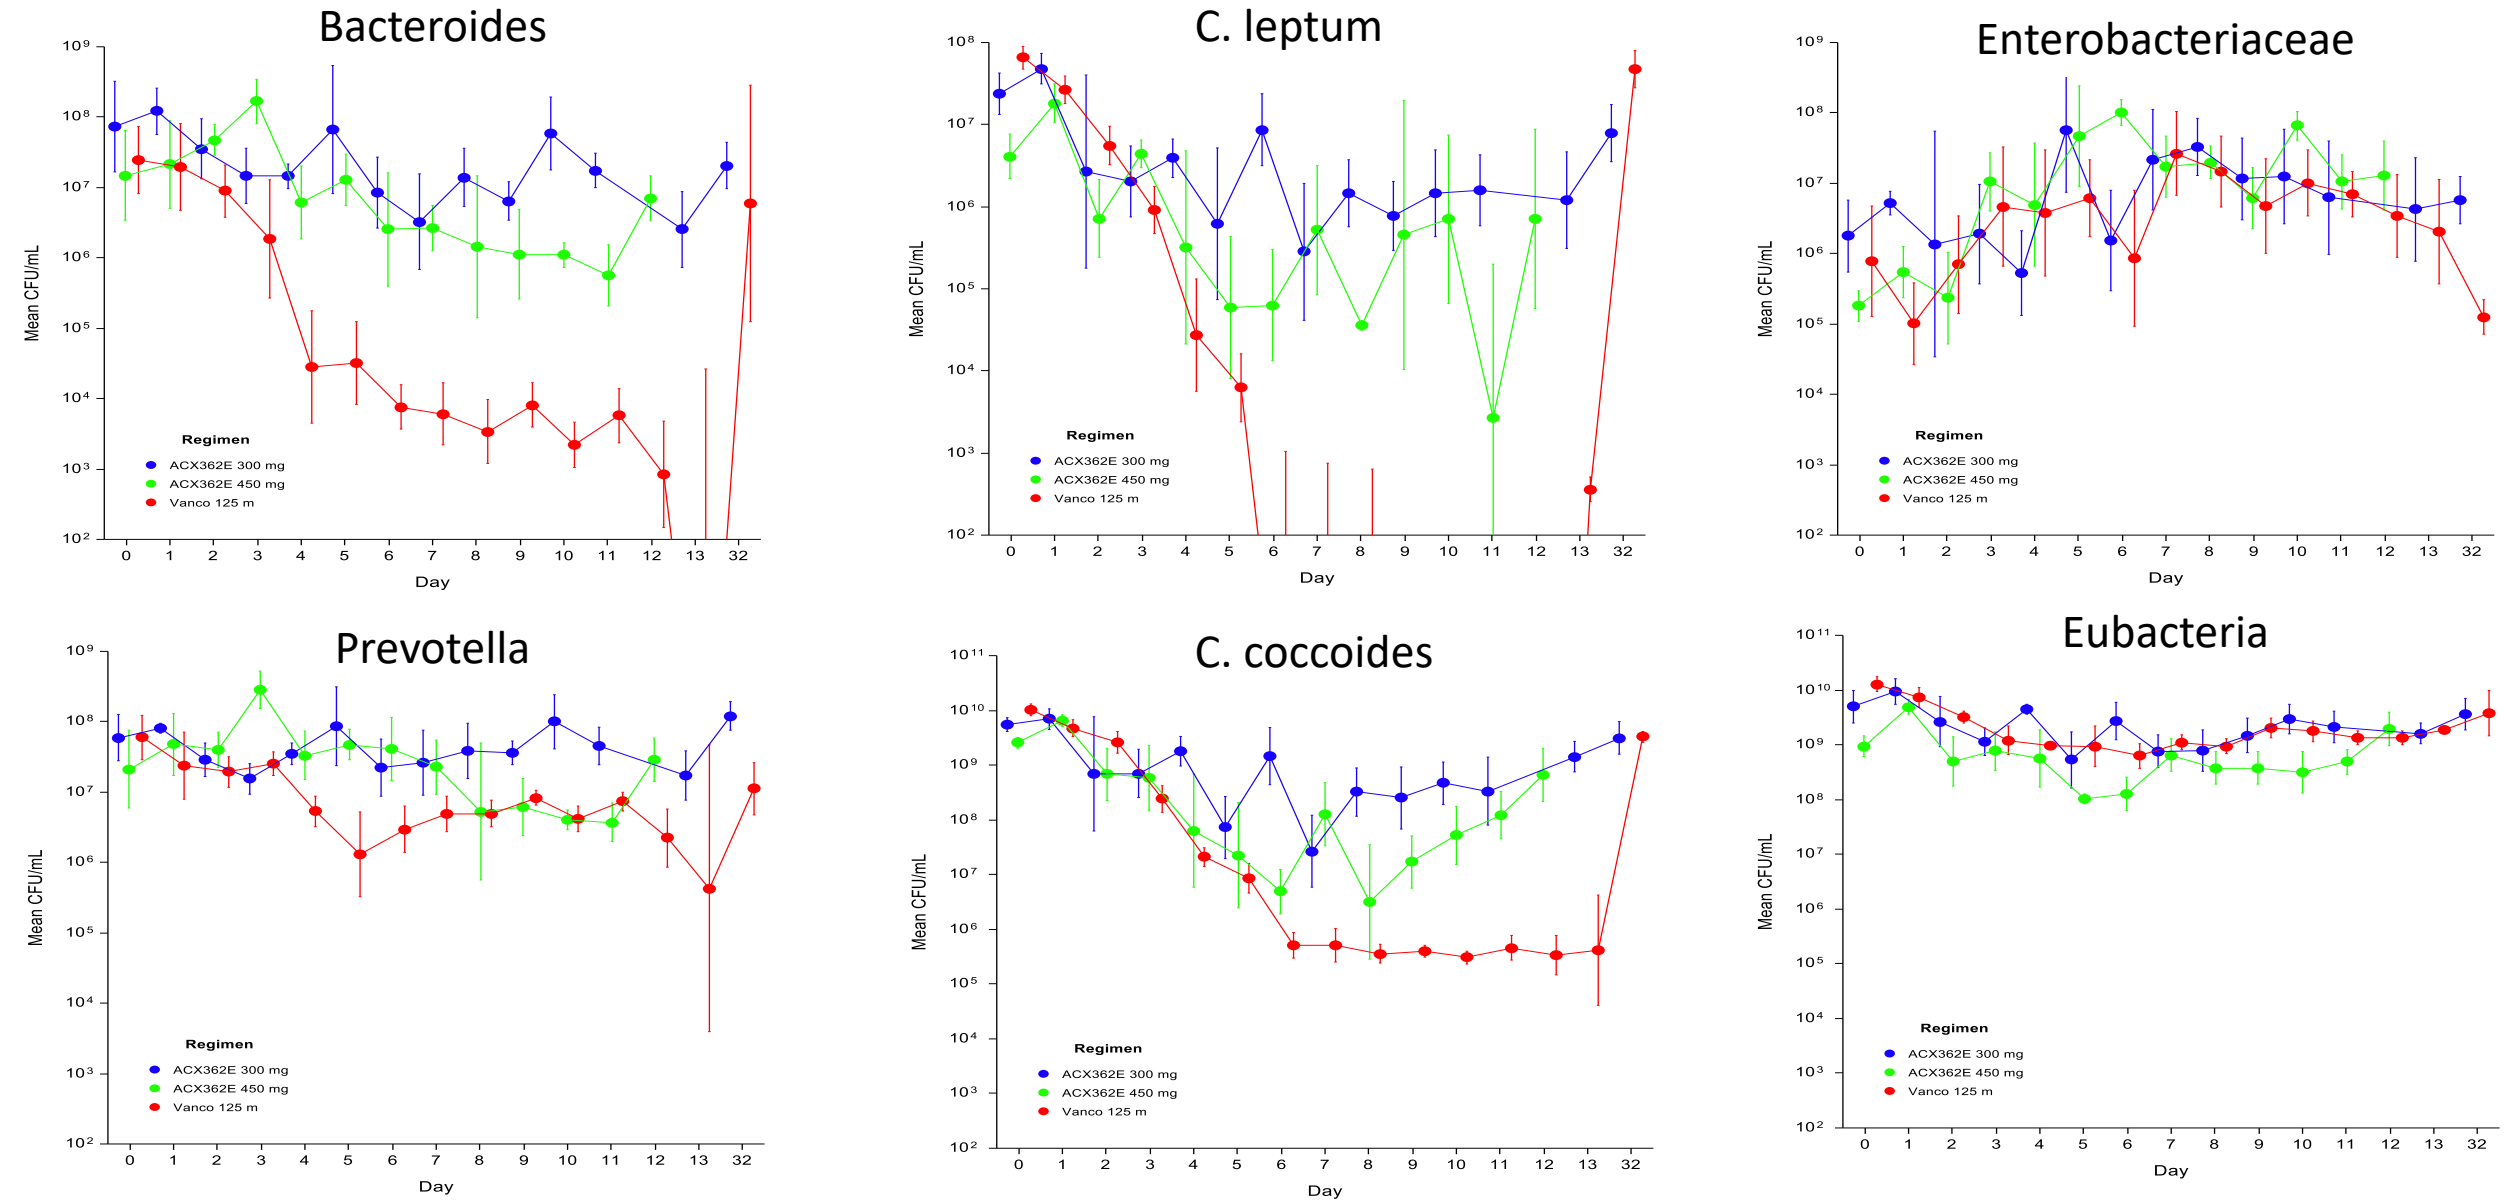 Bacteroides
10⁹
10⁸
10⁷
10⁶
10⁵
10⁴
10³
10²
Mean CFU/mL
Regimen
ACX362E 300 mg
ACX362E 450 mg
Vanco 125 m
0 1 2 3 4 5 6 7 8 9 10 11 12 13 32
Day
C. leptum
10⁸
10⁷
10⁶
10⁵
10⁴
10³
10²
Mean CFU/mL
Regimen
ACX362E 300 mg
ACX362E 450 mg
Vanco 125 m
0 1 2 3 4 5 6 7 8 9 10 11 12 13 32
Day
Enterobacteriaceae
10⁹
10⁸
10⁷
10⁶
10⁵
10⁴
10³
10²
Mean CFU/mL
Regimen
ACX362E 300 mg
ACX362E 450 mg
Vanco 125 m
0 1 2 3 4 5 6 7 8 9 10 11 12 13 32
Day
Prevotella
10⁹
10⁸
10⁷
10⁶
10⁵
10⁴
10³
10²
Mean CFU/mL
Regimen
ACX362E 300 mg
ACX362E 450 mg
Vanco 125 m
0 1 2 3 4 5 6 7 8 9 10 11 12 13 32
Day
C. coccoides
10¹¹
10¹⁰
10⁹
10⁸
10⁷
10⁶
10⁵
10⁴
10³
10²
Mean CFU/mL
Regimen
ACX362E 300 mg
ACX362E 450 mg
Vanco 125 m
0 1 2 3 4 5 6 7 8 9 10 11 12 13 32
Day
Eubacteria
10¹¹
10¹⁰
10⁹
10⁸
10⁷
10⁶
10⁵
10⁴
10³
10²
Mean CFU/mL
Regimen
ACX362E 300 mg
ACX362E 450 mg
Vanco 125 m
0 1 2 3 4 5 6 7 8 9 10 11 12 13 32
Day